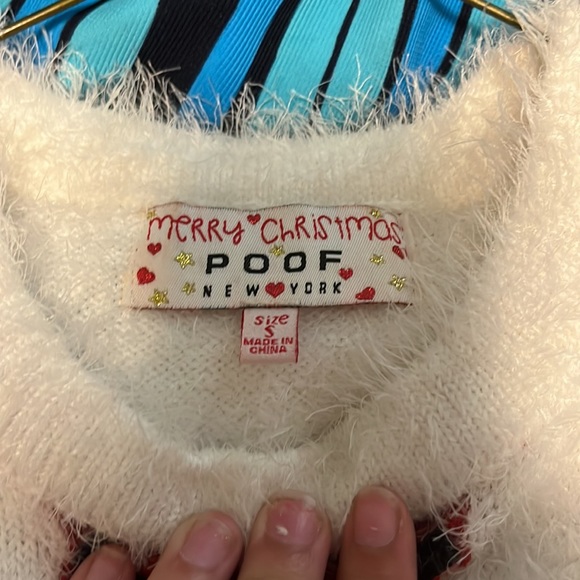 merry Christmas
POOF
NEW YORK
size
S
MADE IN
CHINA